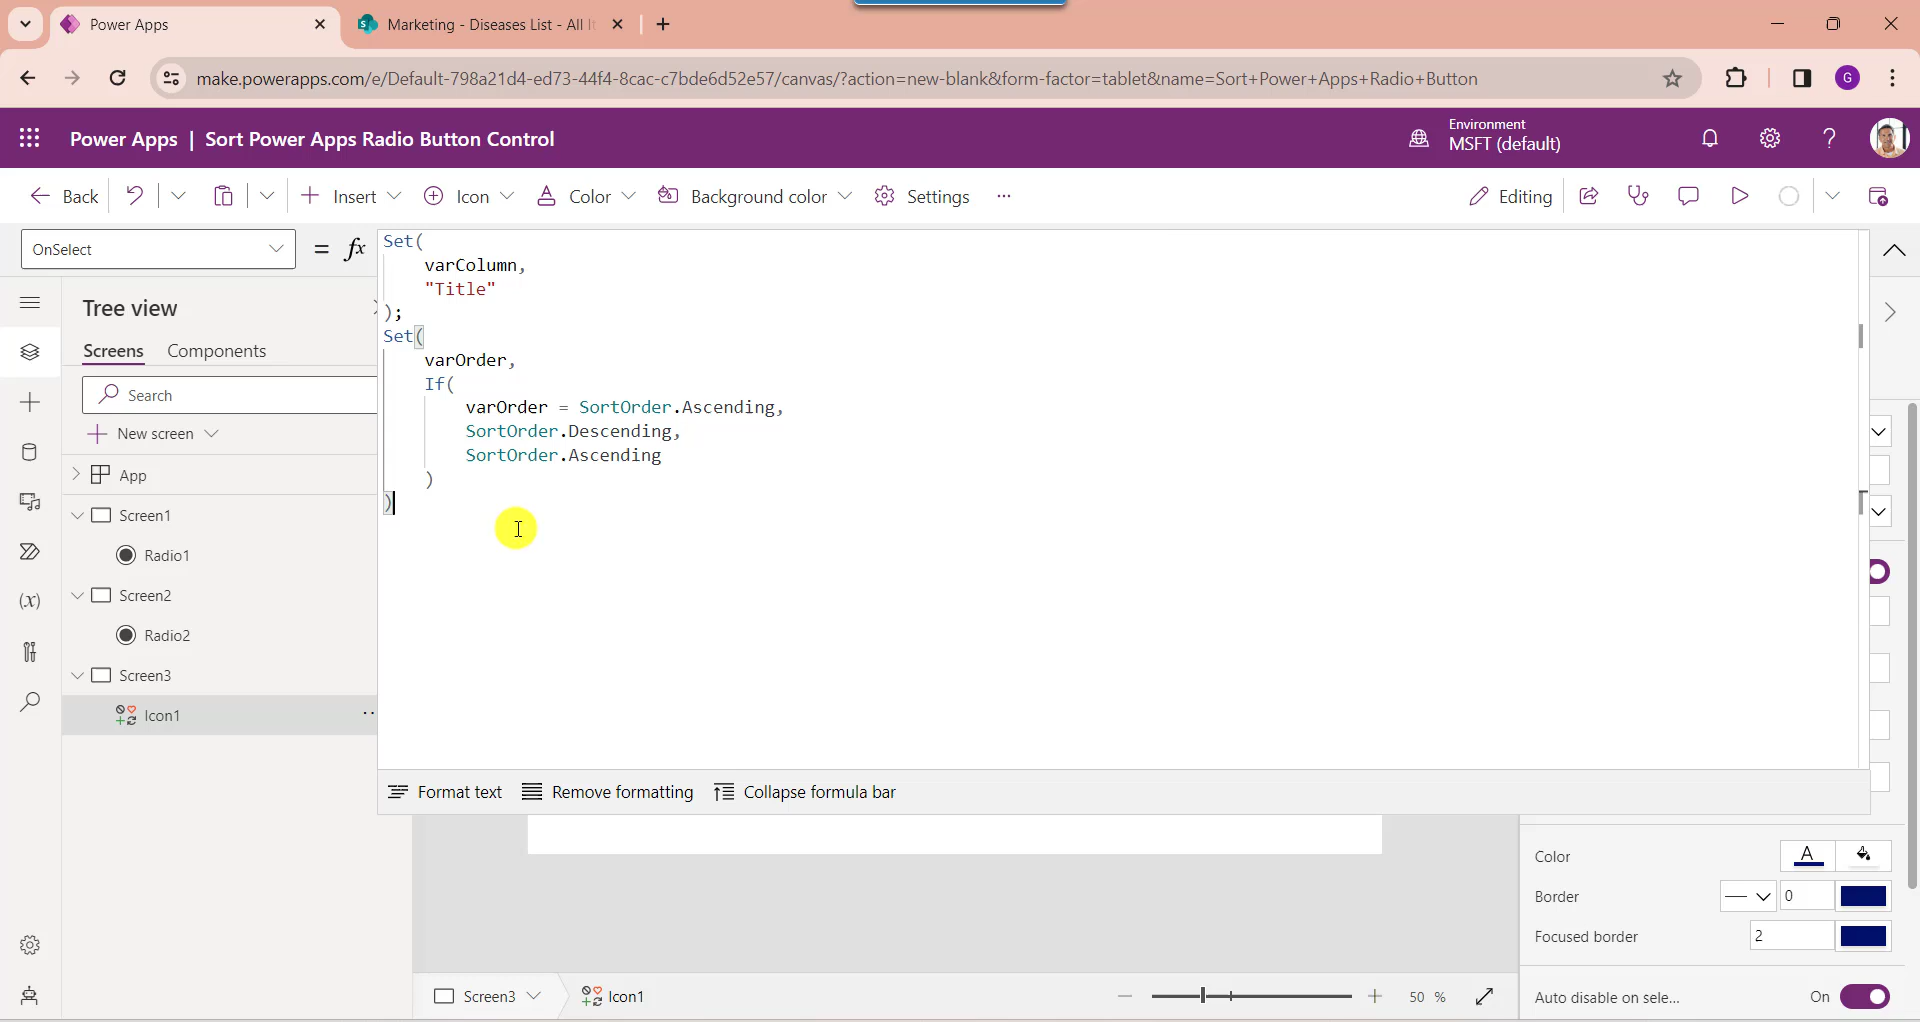 Power Apps
Marketing - Diseases List - All It
make.powerapps.com/e/Default-798a21d4-ed73-44f4-8cac-c7bde6d52e57/canvas/?action=new-blank&form-factor=tablet&name=Sort+Power+Apps+Radio+Button
G
Power Apps | Sort Power Apps Radio Button Control
Environment
MSFT (default)
Back
Insert
Icon
Color
Background color
Settings
Editing
OnSelect
= fx
Set(
varColumn,
"Title"
);
Set(
varOrder,
If(
varOrder = SortOrder.Ascending,
SortOrder.Descending,
SortOrder.Ascending
)
)
Tree view
Screens
Components
Search
New screen
App
Screen1
Radio1
Screen2
Radio2
Screen3
Icon1
Format text
Remove formatting
Collapse formula bar
Color
Border
0
Focused border
2
Auto disable on sele...
On
Screen3
Icon1
50 %